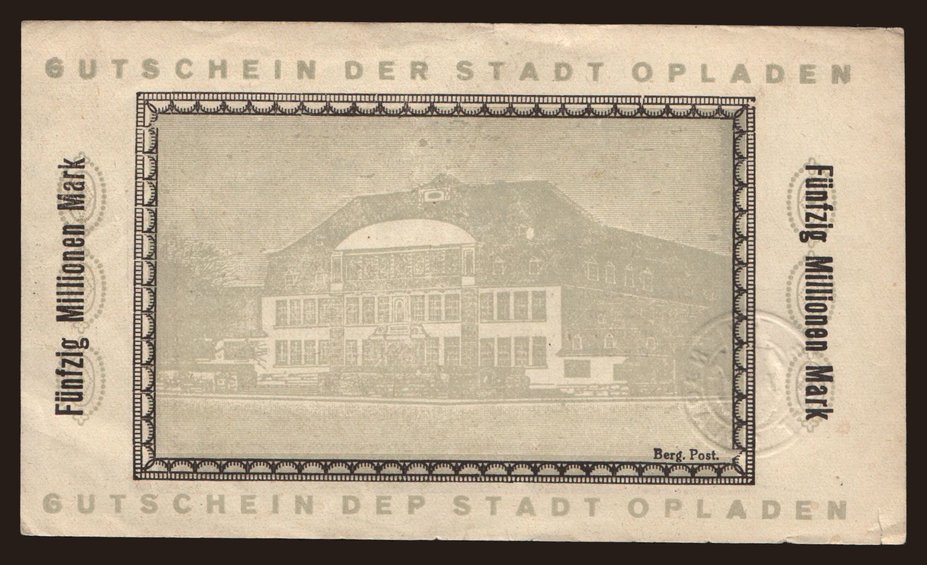 GUTSCHEIN DER STADT OPLADEN
Fünfzig Millionen Mark
Fünfzig Millionen Mark
Berg. Post.
GUTSCHEIN DEP STADT OPLADEN